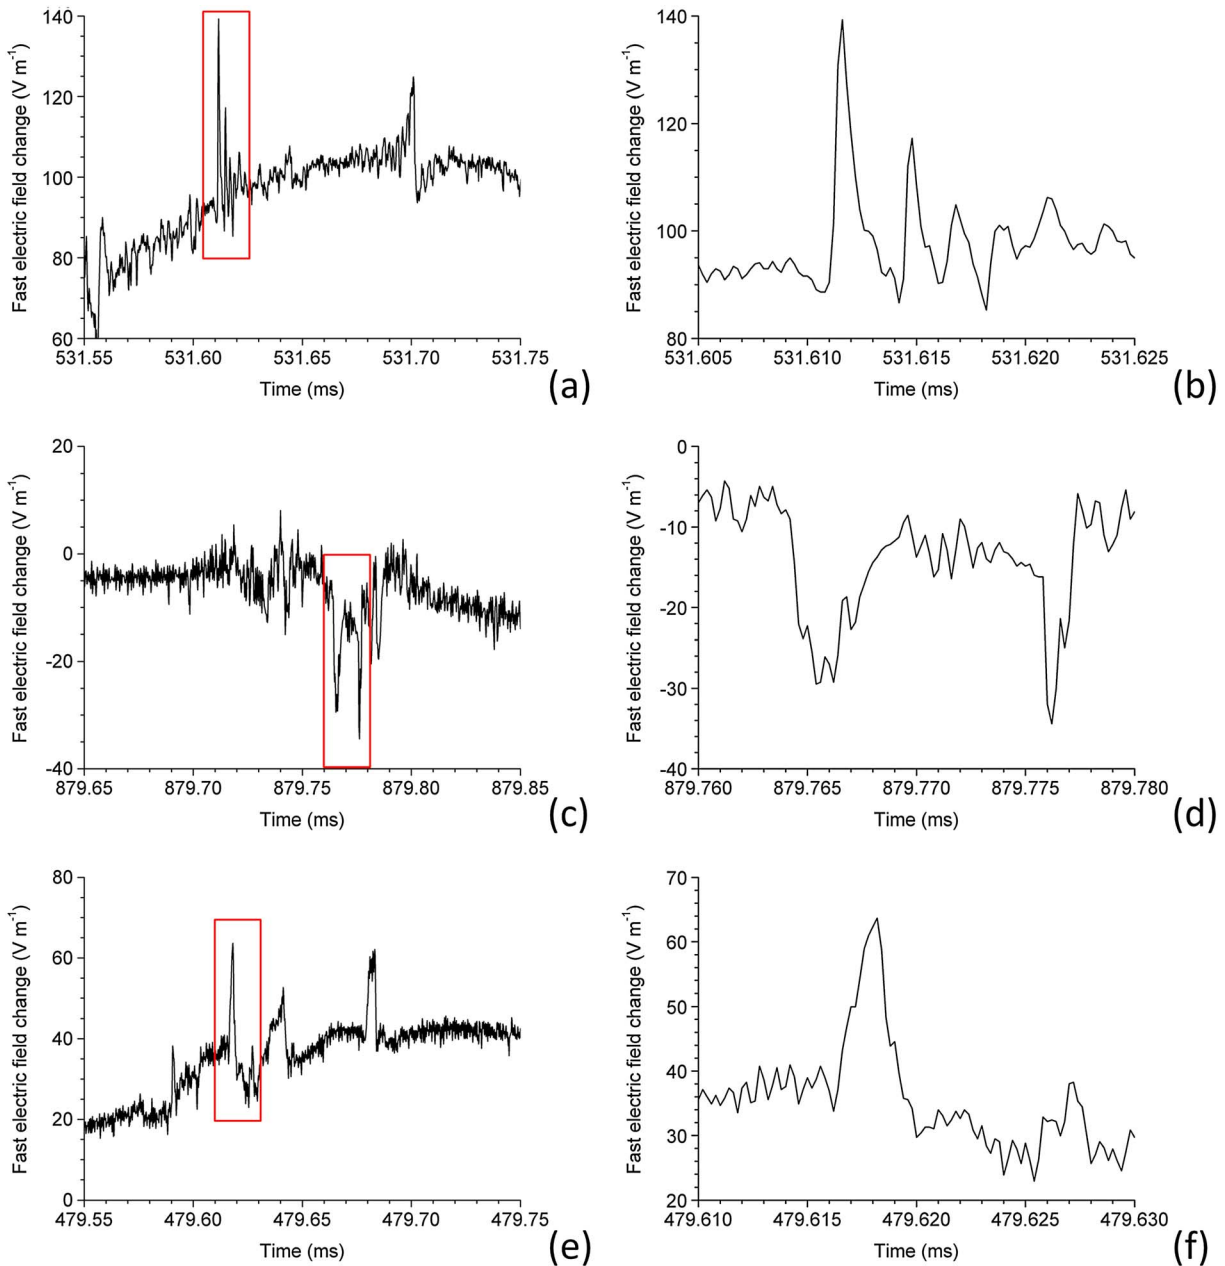 140
120
100
80
60
531.55 531.60 531.65 531.70 531.75
Fast electric field change (V m⁻¹)
Time (ms)
(a)
140
120
100
80
531.605 531.610 531.615 531.620 531.625
Fast electric field change (V m⁻¹)
Time (ms)
(b)
20
0
-20
-40
879.65 879.70 879.75 879.80 879.85
Fast electric field change (V m⁻¹)
Time (ms)
(c)
0
-10
-20
-30
-40
879.760 879.765 879.770 879.775 879.780
Fast electric field change (V m⁻¹)
Time (ms)
(d)
80
60
40
20
0
479.55 479.60 479.65 479.70 479.75
Fast electric field change (V m⁻¹)
Time (ms)
(e)
70
60
50
40
30
20
479.610 479.615 479.620 479.625 479.630
Fast electric field change (V m⁻¹)
Time (ms)
(f)